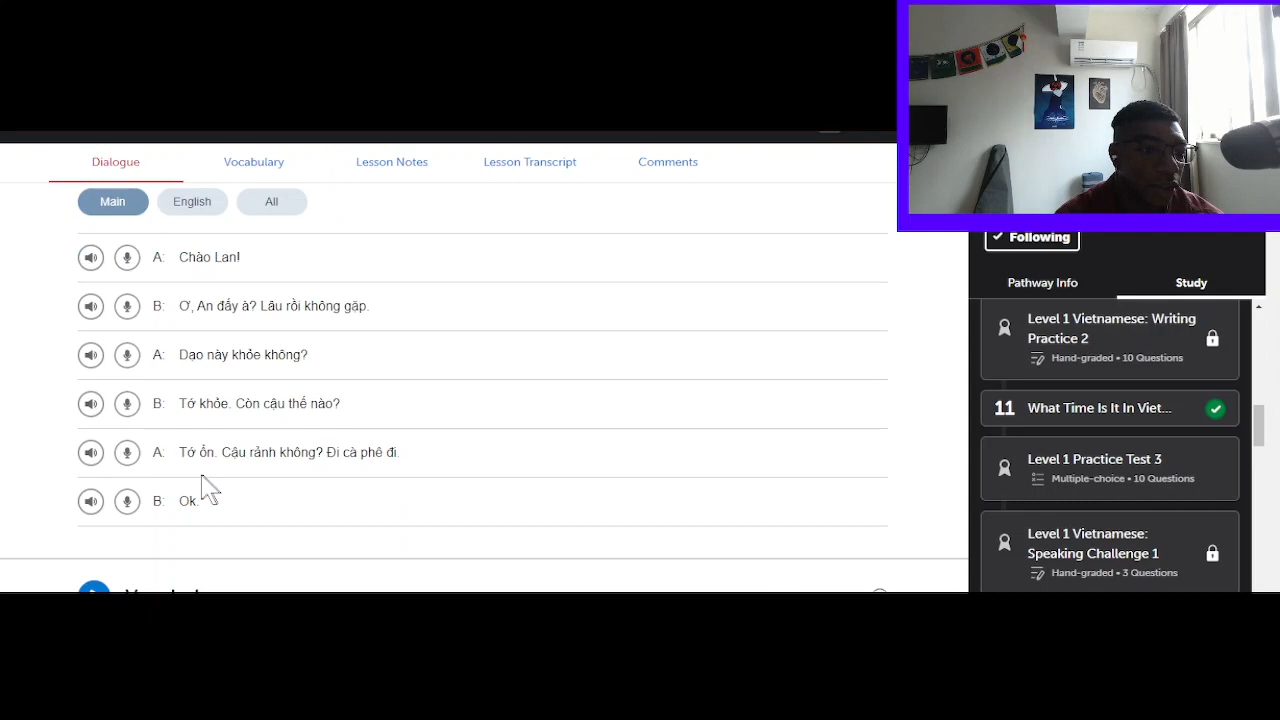 Dialogue
Vocabulary
Lesson Notes
Lesson Transcript
Comments
Main
English
All
A: Chào Lan!
B: Ơ, An đấy à? Lâu rồi không gặp.
A: Dạo này khỏe không?
B: Tớ khỏe. Còn cậu thế nào?
A: Tớ ổn. Cậu rảnh không? Đi cà phê đi.
B: Ok.
Following
Pathway Info
Study
Level 1 Vietnamese: Writing
Practice 2
Hand-graded • 10 Questions
11 What Time Is It In Viet...
Level 1 Practice Test 3
Multiple-choice • 10 Questions
Level 1 Vietnamese:
Speaking Challenge 1
Hand-graded • 3 Questions